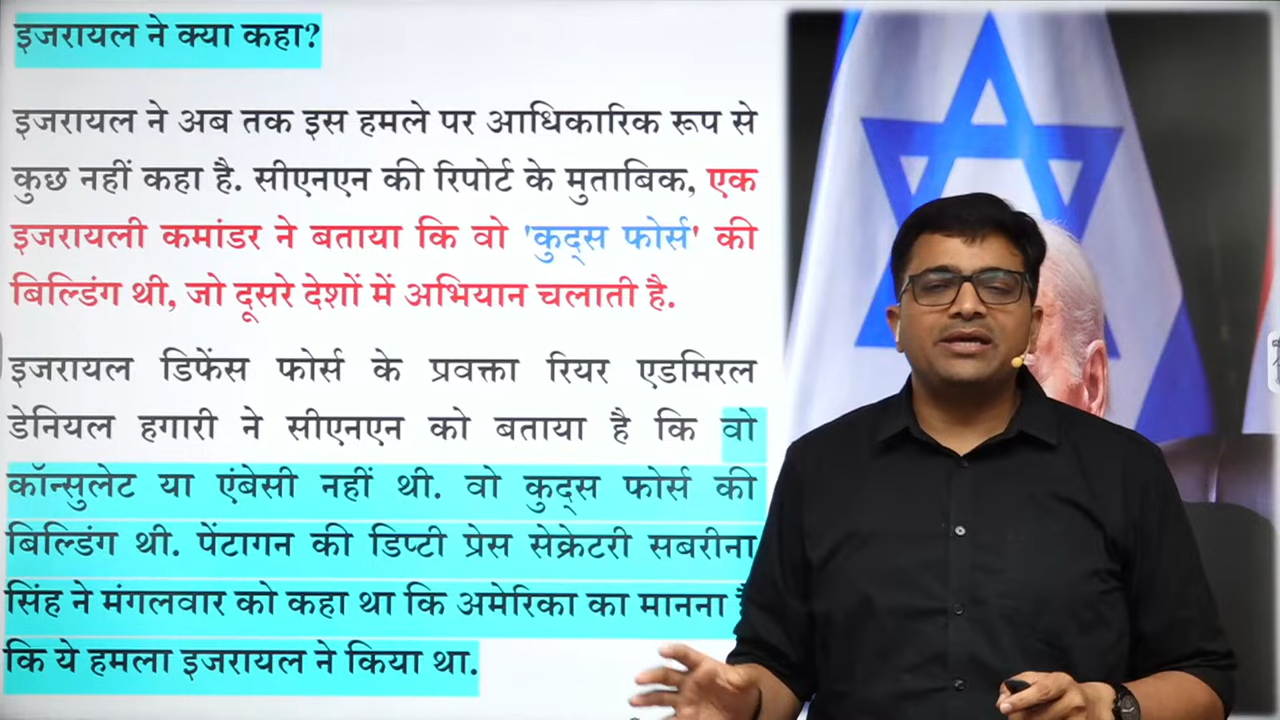 इजरायल ने क्या कहा?
इजरायल ने अब तक इस हमले पर आधिकारिक रूप से
कुछ नहीं कहा है. सीएनएन की रिपोर्ट के मुताबिक, एक
इजरायली कमांडर ने बताया कि वो 'कुद्स फोर्स' की
बिल्डिंग थी, जो दूसरे देशों में अभियान चलाती है.
इजरायल डिफेंस फोर्स के प्रवक्ता रियर एडमिरल
डेनियल हगारी ने सीएनएन को बताया है कि वो
कॉन्सुलेट या एंबेसी नहीं थी. वो कुद्स फोर्स की
बिल्डिंग थी. पेंटागन की डिप्टी प्रेस सेक्रेटरी सबरीना
सिंह ने मंगलवार को कहा था कि अमेरिका का मानना
कि ये हमला इजरायल ने किया था.